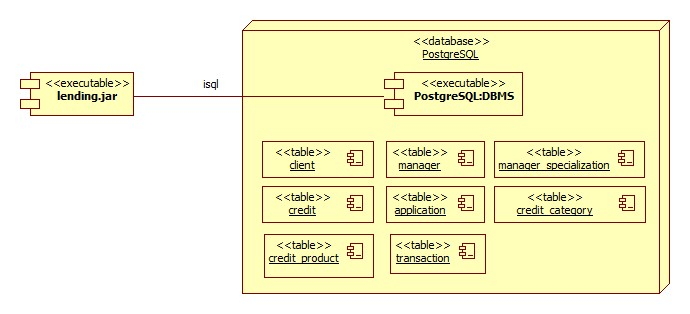 <<database>>
PostgreSQL
<<executable>>
lending.jar
isql
<<executable>>
PostgreSQL:DBMS
<<table>>
client
<<table>>
manager
<<table>>
manager_specialization
<<table>>
credit
<<table>>
application
<<table>>
credit_category
<<table>>
credit_product
<<table>>
transaction